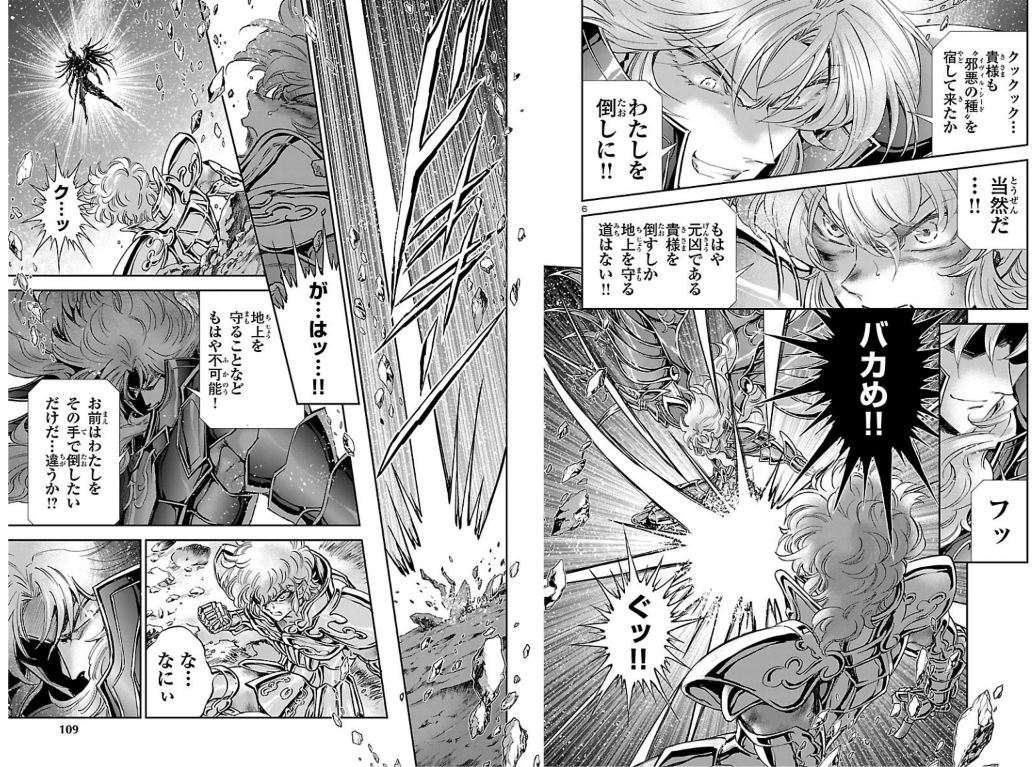 クックック…
貴様も
“邪悪の種”を
宿して来たか
わたしを
倒しに!!
当然だ
…!!
もはや
元凶である
貴様を
倒すしか
地上を守る
道はない!!
6
フッ
バカめ!!
ぐッ!!
が…はッ…!!
ク…ッ
地上を
守ることなど
もはや不可能!
お前はわたしを
その手で倒したい
だけだ…違うか!?
な…
なにぃ
109